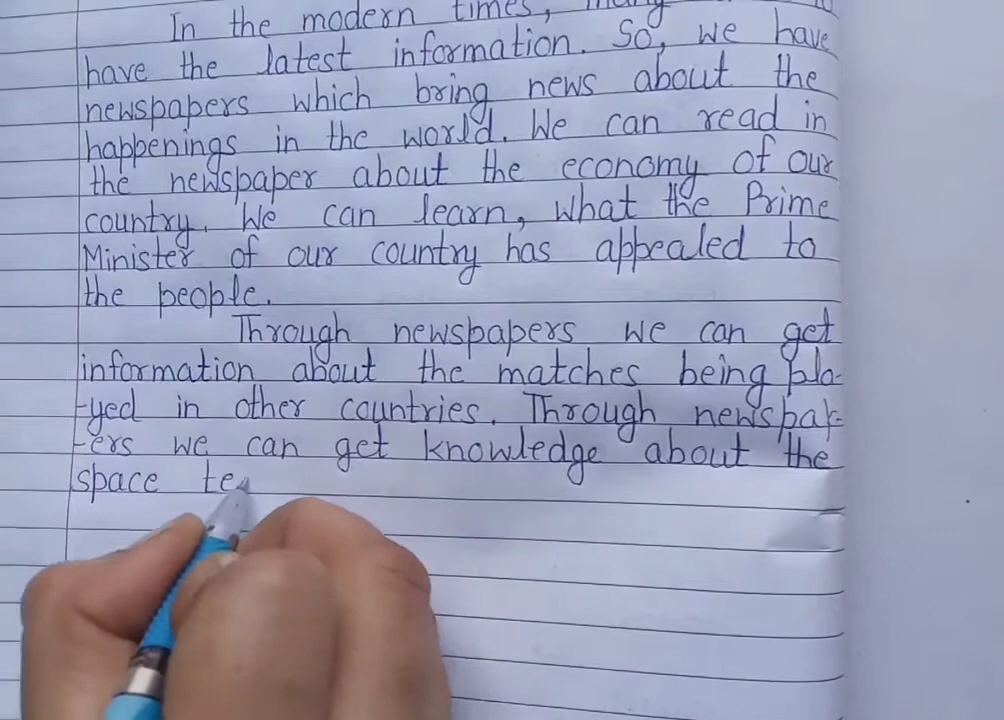 In the modern times,
have the latest information. So, we have
newspapers which bring news about the
happenings in the world. We can read in
the newspaper about the economy of our
country. We can learn, what the Prime
Minister of our country has appealed to
the people.
Through newspapers we can get
information about the matches being pla-
-yed in other countries. Through newspap-
-ers we can get knowledge about the
space te